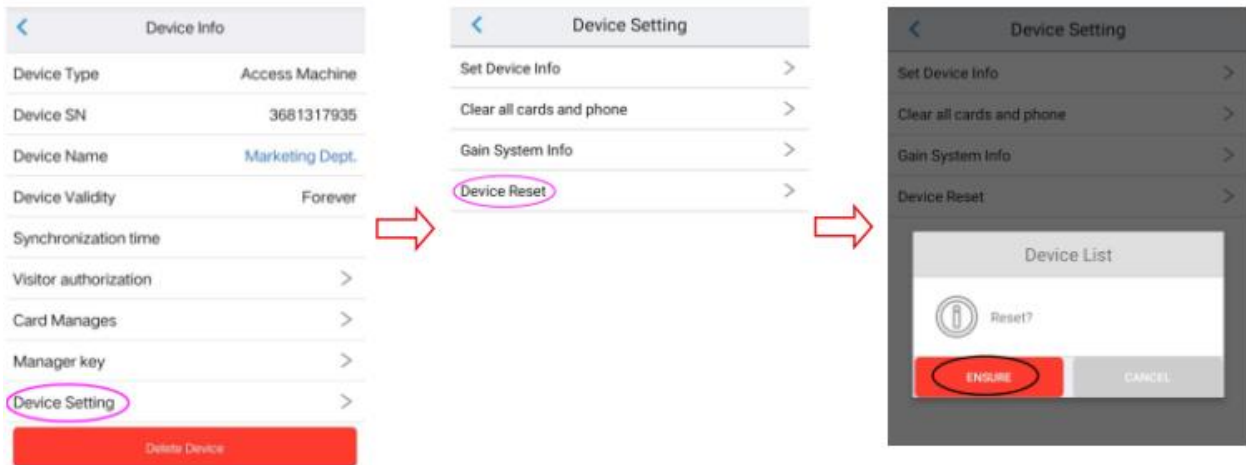 Device Info
Device Type Access Machine
Device SN 3681317935
Device Name Marketing Dept.
Device Validity Forever
Synchronization time
Visitor authorization
Card Manages
Manager key
Device Setting
Delete Device
Device Setting
Set Device Info
Clear all cards and phone
Gain System Info
Device Reset
Device Setting
Set Device Info
Clear all cards and phone
Gain System Info
Device Reset
Device List
Reset?
ENSURE CANCEL